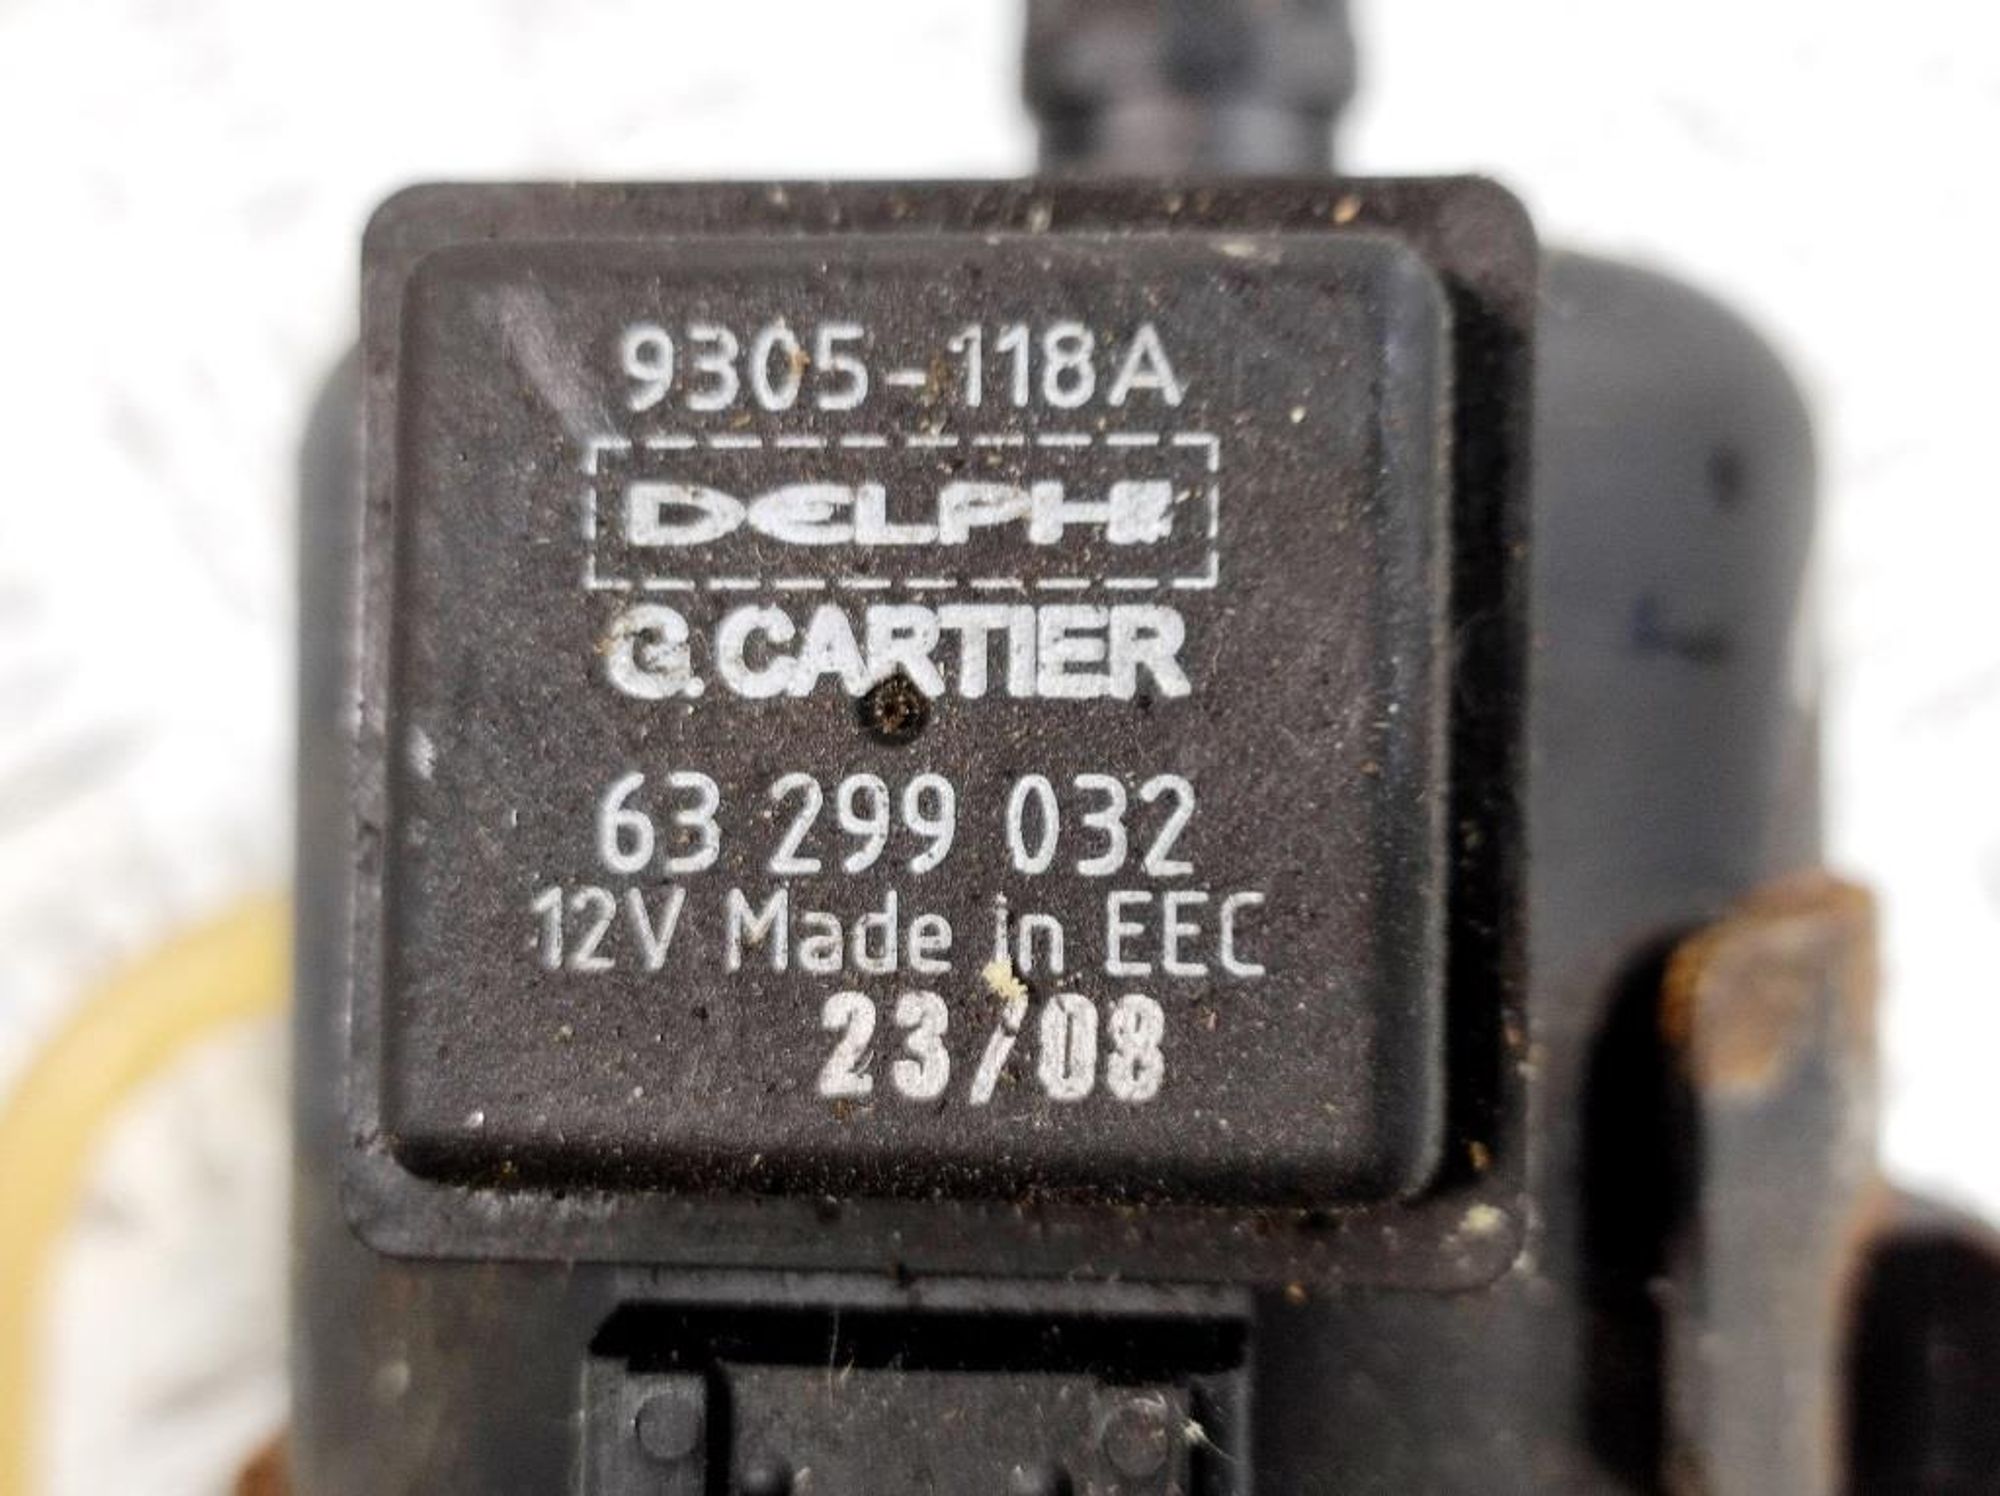 9305-118A
DELPHI
G.CARTIER
63 299 032
12V Made in EEC
23/08